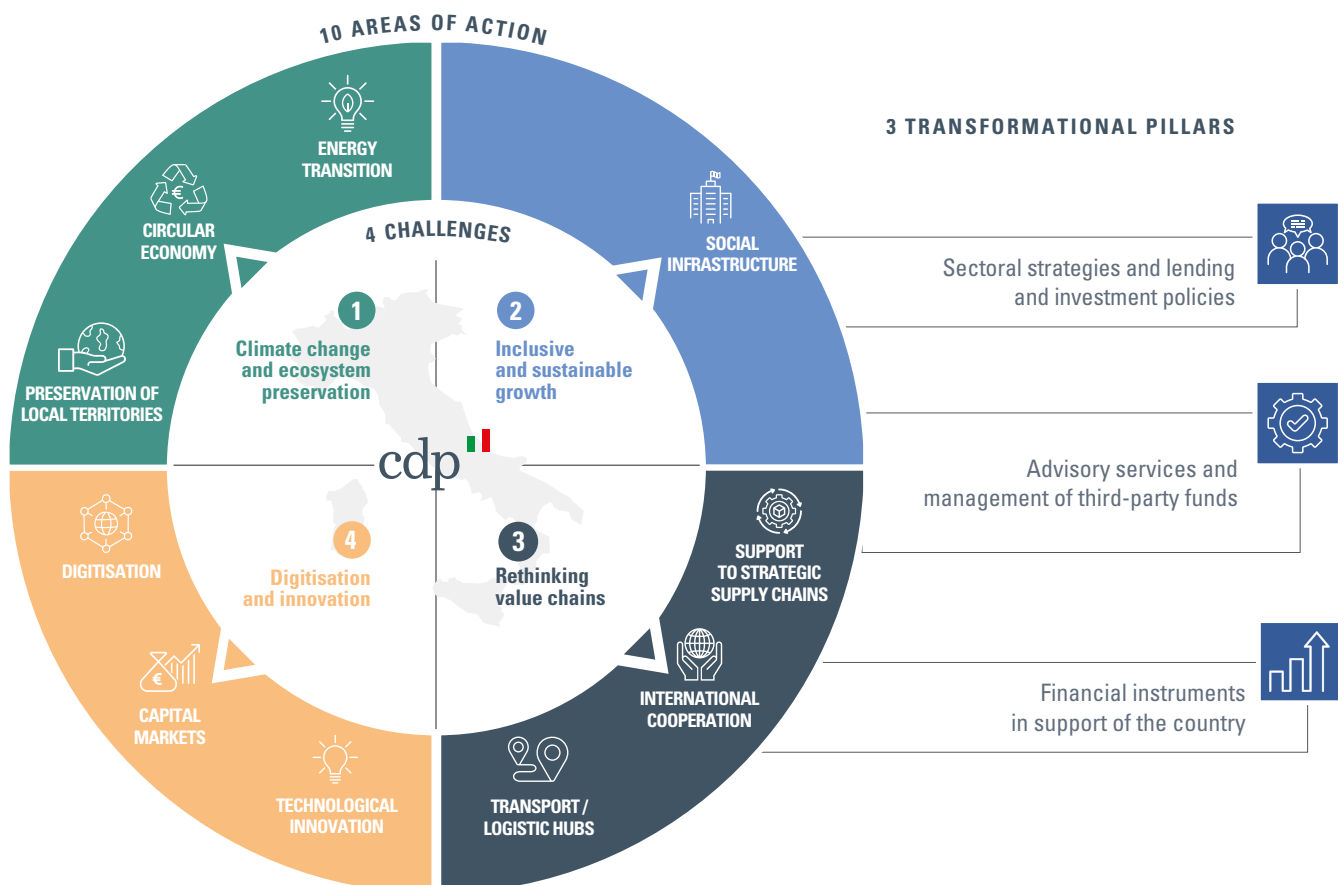 10 AREAS OF ACTION
ENERGY
TRANSITION
CIRCULAR
ECONOMY
PRESERVATION OF
LOCAL TERRITORIES
SOCIAL
INFRASTRUCTURE
4 CHALLENGES
1
Climate change
and ecosystem
preservation
2
Inclusive
and sustainable
growth
cdp
4
Digitisation
and innovation
3
Rethinking
value chains
DIGITISATION
CAPITAL
MARKETS
TECHNOLOGICAL
INNOVATION
SUPPORT
TO STRATEGIC
SUPPLY CHAINS
INTERNATIONAL
COOPERATION
TRANSPORT /
LOGISTIC HUBS
3 TRANSFORMATIONAL PILLARS
Sectoral strategies and lending
and investment policies
Advisory services and
management of third-party funds
Financial instruments
in support of the country
€
€